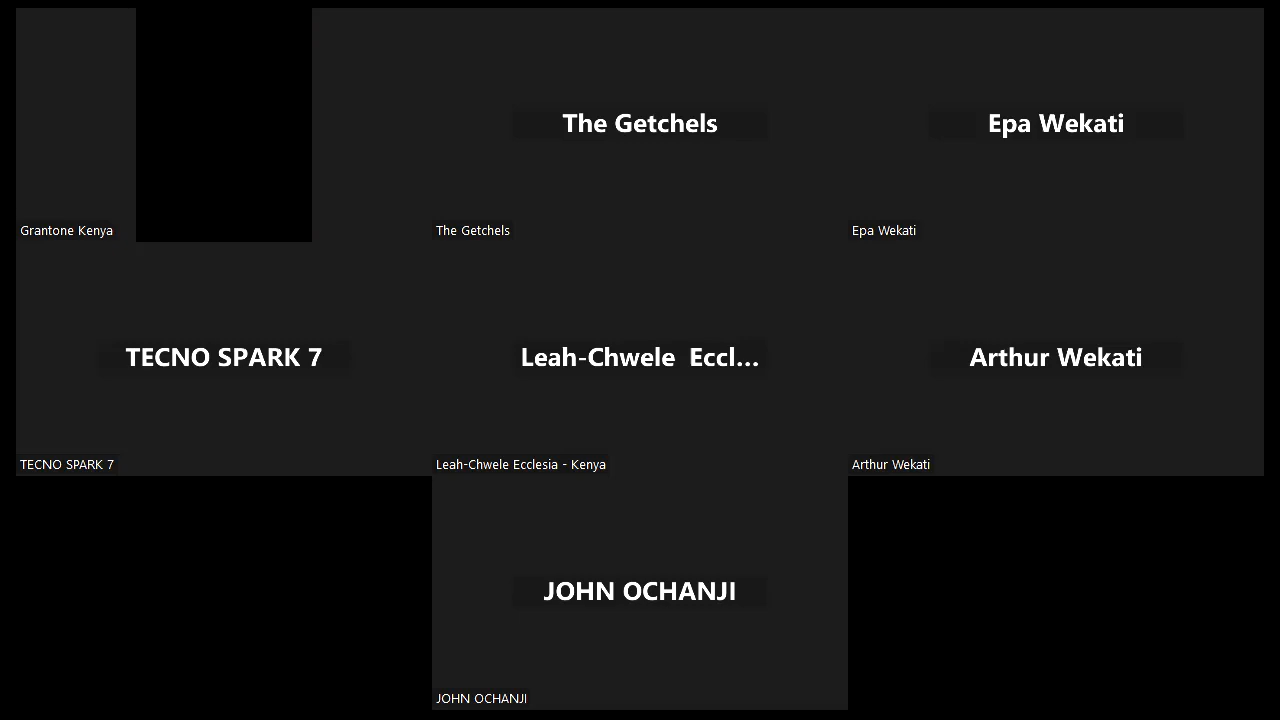 The Getchels
Epa Wekati
Grantone Kenya
The Getchels
Epa Wekati
TECNO SPARK 7
Leah-Chwele  Eccl...
Arthur Wekati
TECNO SPARK 7
Leah-Chwele Ecclesia - Kenya
Arthur Wekati
JOHN OCHANJI
JOHN OCHANJI